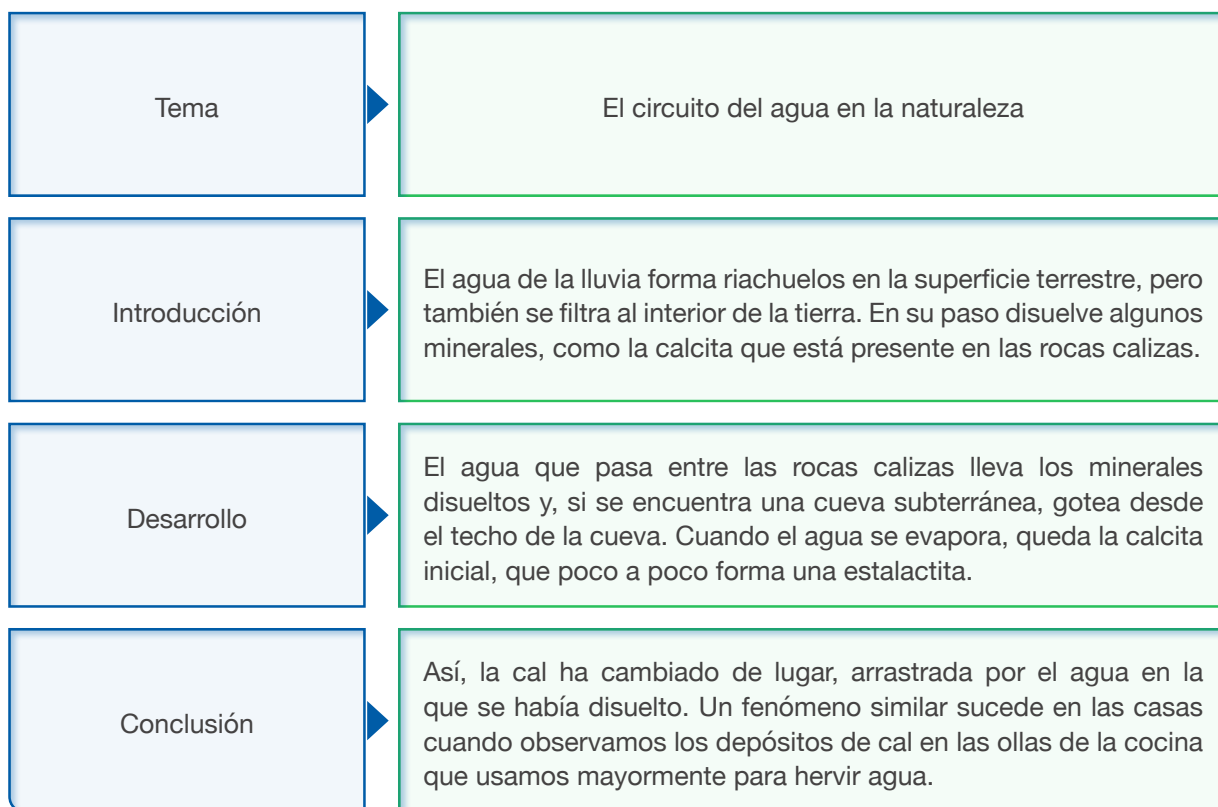 Tema
El circuito del agua en la naturaleza
Introducción
El agua de la lluvia forma riachuelos en la superficie terrestre, pero
también se filtra al interior de la tierra. En su paso disuelve algunos
minerales, como la calcita que está presente en las rocas calizas.
Desarrollo
El agua que pasa entre las rocas calizas lleva los minerales
disueltos y, si se encuentra una cueva subterránea, gotea desde
el techo de la cueva. Cuando el agua se evapora, queda la calcita
inicial, que poco a poco forma una estalactita.
Conclusión
Así, la cal ha cambiado de lugar, arrastrada por el agua en la
que se había disuelto. Un fenómeno similar sucede en las casas
cuando observamos los depósitos de cal en las ollas de la cocina
que usamos mayormente para hervir agua.